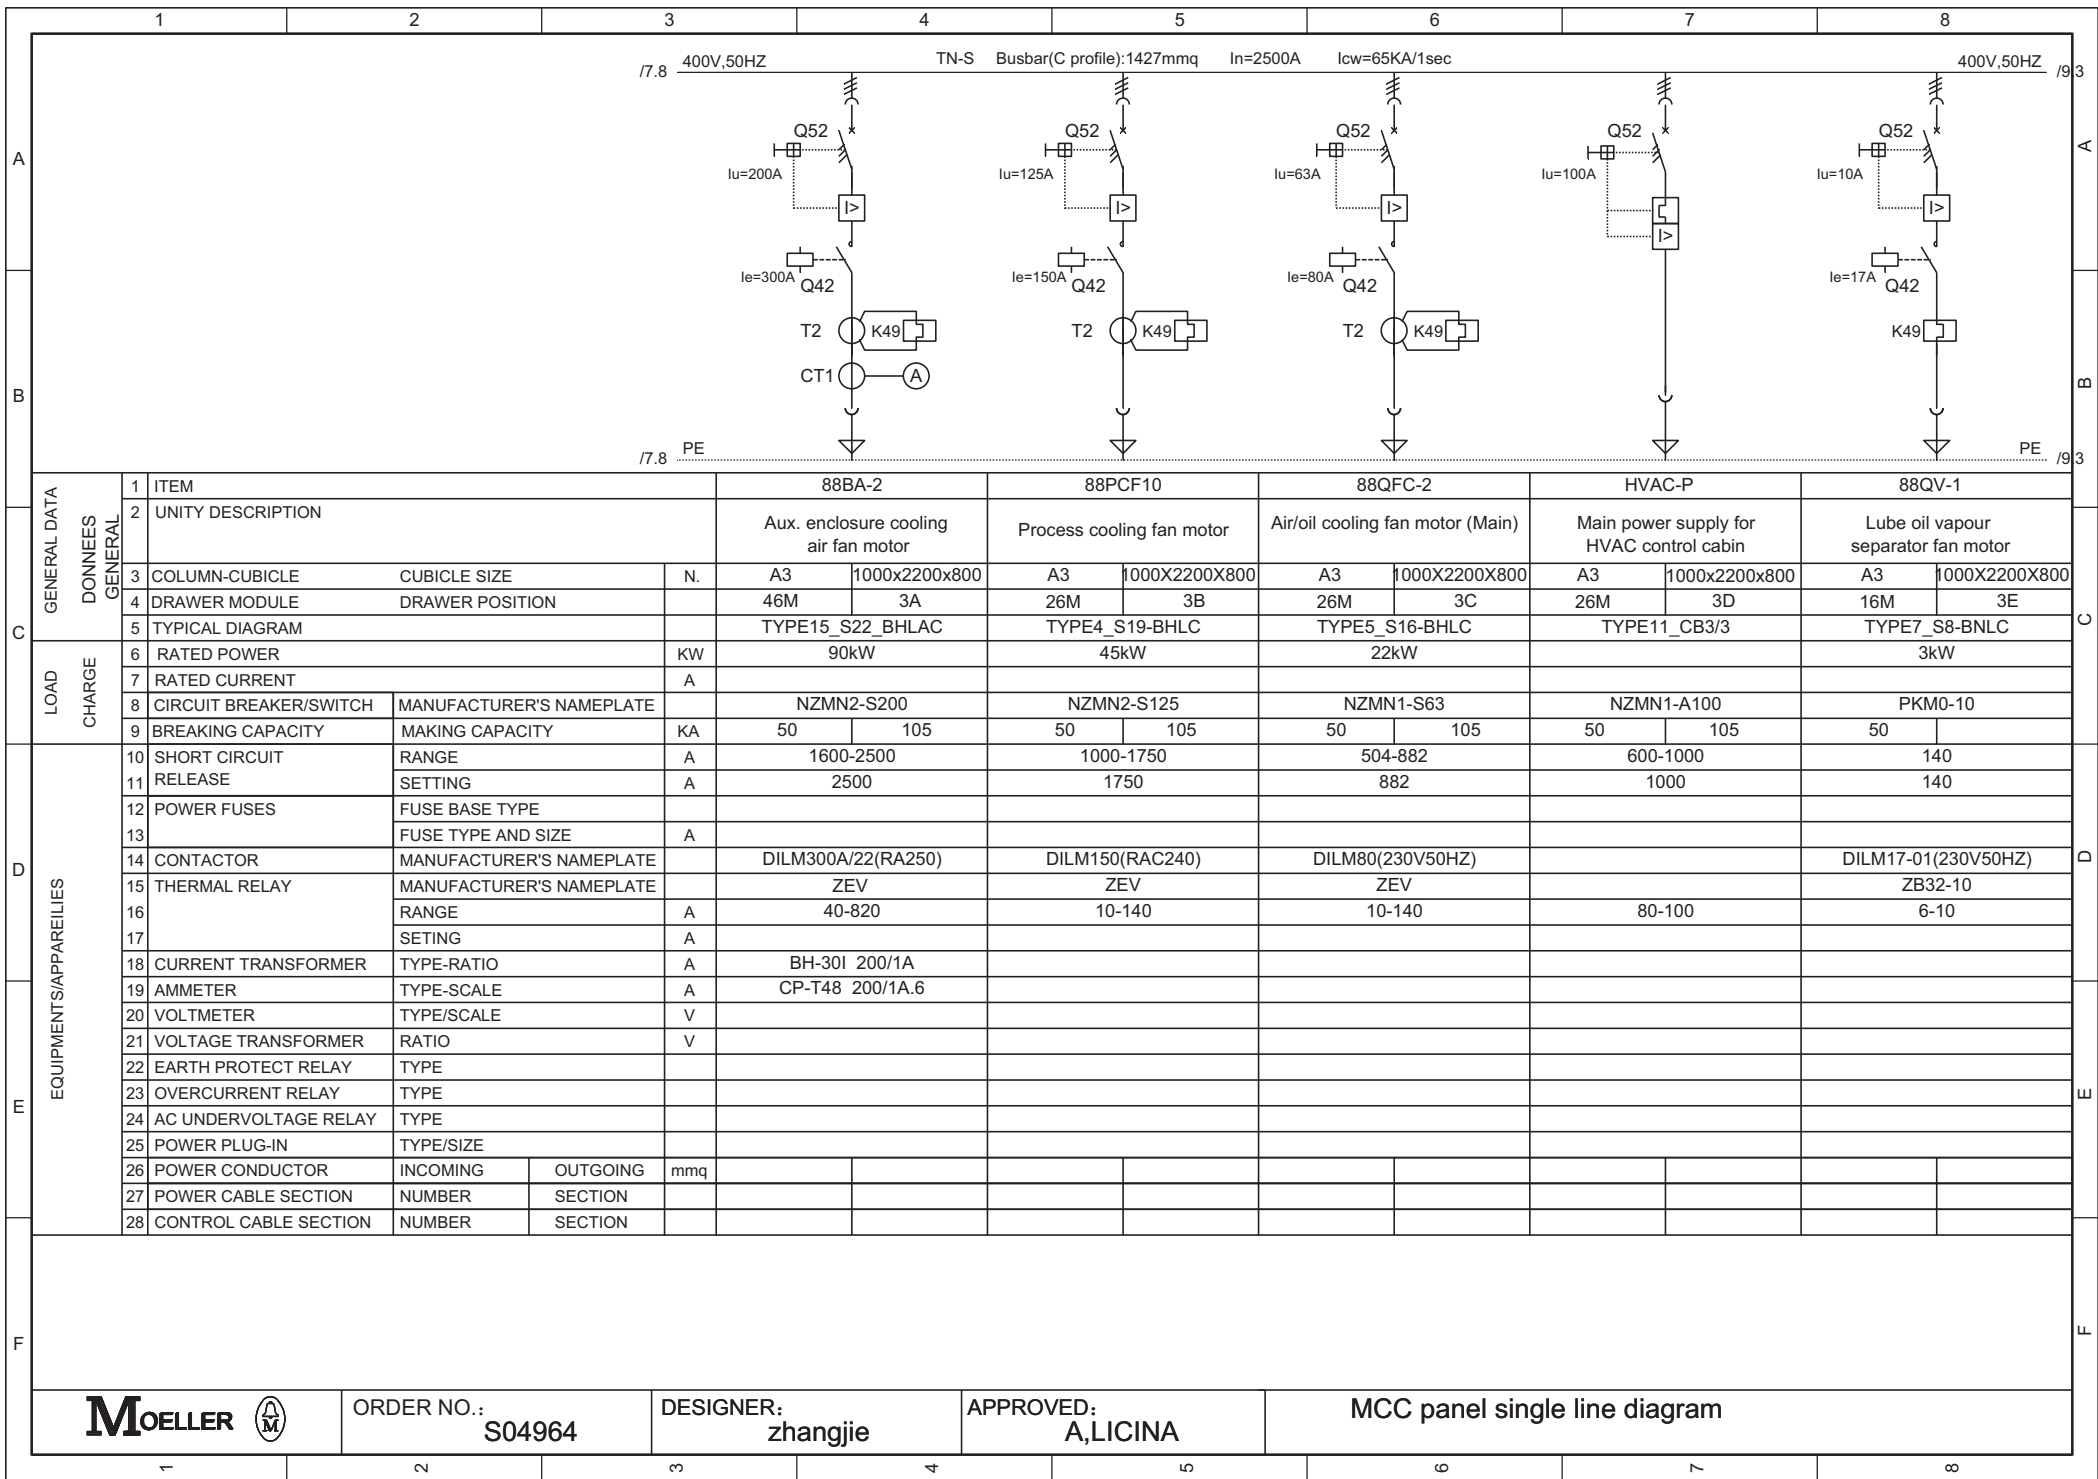 1 2 3 4 5 6 7 8
400V,50HZ TN-S Busbar(C profile):1427mmq In=2500A Icw=65KA/1sec 400V,50HZ
/7.8 /9.3
Q52 Q52 Q52 Q52 Q52
A A
Iu=200A Iu=125A Iu=63A Iu=100A Iu=10A
I> I> I> I>
I>
Ie=300A Ie=150A Ie=80A Ie=17A
Q42 Q42 Q42 Q42
T2 K49 T2 K49 T2 K49 K49
CT1 A
B B
PE PE
/7.8 /9.3
GENERAL DATA
DONNEES GENERAL
1 ITEM 88BA-2 88PCF10 88QFC-2 HVAC-P 88QV-1
2 UNITY DESCRIPTION Aux. enclosure cooling air fan motor Process cooling fan motor Air/oil cooling fan motor (Main) Main power supply for HVAC control cabin Lube oil vapour separator fan motor
3 COLUMN-CUBICLE CUBICLE SIZE N. A3 1000x2200x800 A3 1000X2200X800 A3 1000X2200X800 A3 1000x2200x800 A3 1000X2200X800
4 DRAWER MODULE DRAWER POSITION 46M 3A 26M 3B 26M 3C 26M 3D 16M 3E
C C
5 TYPICAL DIAGRAM TYPE15_S22_BHLAC TYPE4_S19-BHLC TYPE5_S16-BHLC TYPE11_CB3/3 TYPE7_S8-BNLC
LOAD
CHARGE
6 RATED POWER KW 90kW 45kW 22kW 3kW
7 RATED CURRENT A
8 CIRCUIT BREAKER/SWITCH MANUFACTURER'S NAMEPLATE NZMN2-S200 NZMN2-S125 NZMN1-S63 NZMN1-A100 PKM0-10
9 BREAKING CAPACITY MAKING CAPACITY KA 50 105 50 105 50 105 50 105 50
EQUIPMENTS/APPAREILIES
10 SHORT CIRCUIT RANGE A 1600-2500 1000-1750 504-882 600-1000 140
11 RELEASE SETTING A 2500 1750 882 1000 140
12 POWER FUSES FUSE BASE TYPE
13 FUSE TYPE AND SIZE A
14 CONTACTOR MANUFACTURER'S NAMEPLATE DILM300A/22(RA250) DILM150(RAC240) DILM80(230V50HZ) DILM17-01(230V50HZ)
D D
15 THERMAL RELAY MANUFACTURER'S NAMEPLATE ZEV ZEV ZEV ZB32-10
16 RANGE A 40-820 10-140 10-140 80-100 6-10
17 SETING A
18 CURRENT TRANSFORMER TYPE-RATIO A BH-30I 200/1A
19 AMMETER TYPE-SCALE A CP-T48 200/1A.6
20 VOLTMETER TYPE/SCALE V
21 VOLTAGE TRANSFORMER RATIO V
22 EARTH PROTECT RELAY TYPE
23 OVERCURRENT RELAY TYPE
E E
24 AC UNDERVOLTAGE RELAY TYPE
25 POWER PLUG-IN TYPE/SIZE
26 POWER CONDUCTOR INCOMING OUTGOING mmq
27 POWER CABLE SECTION NUMBER SECTION
28 CONTROL CABLE SECTION NUMBER SECTION
F F
MOELLER M
ORDER NO.: S04964
DESIGNER: zhangjie
APPROVED: A,LICINA
MCC panel single line diagram
1 2 3 4 5 6 7 8